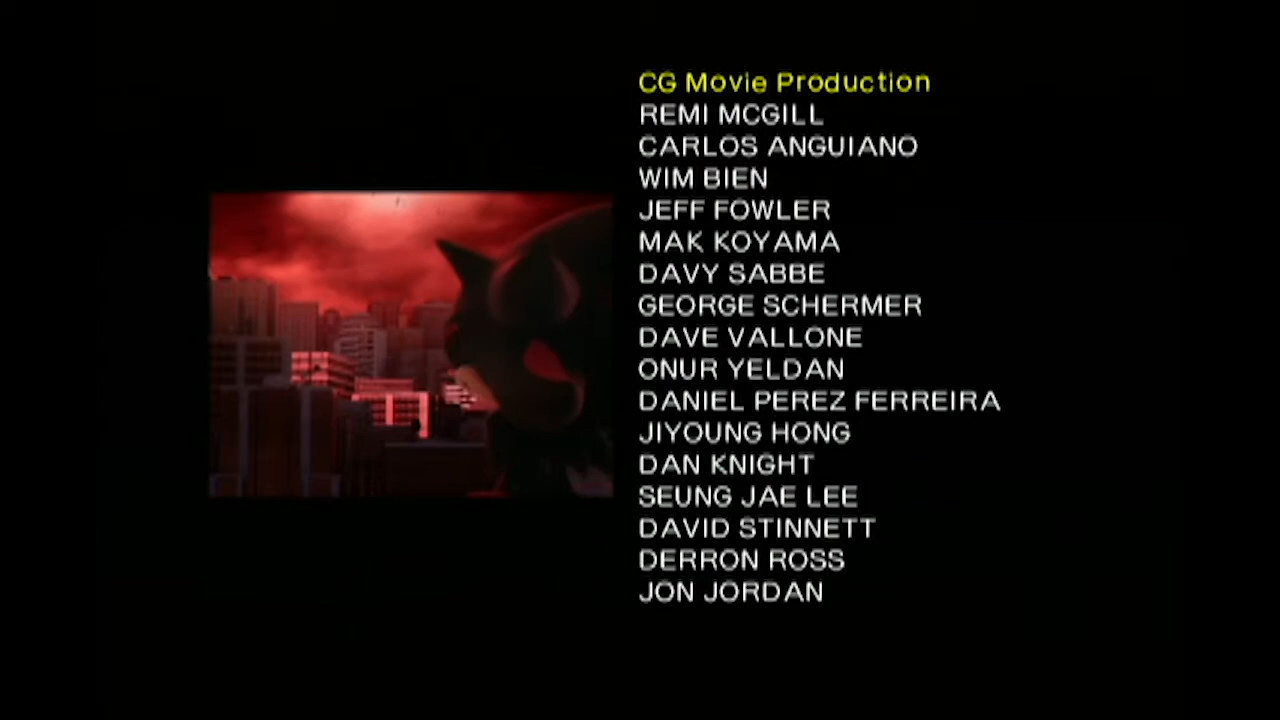 CG Movie Production
REMI MCGILL
CARLOS ANGUIANO
WIM BIEN
JEFF FOWLER
MAK KOYAMA
DAVY SABBE
GEORGE SCHERMER
DAVE VALLONE
ONUR YELDAN
DANIEL PEREZ FERREIRA
JIYOUNG HONG
DAN KNIGHT
SEUNG JAE LEE
DAVID STINNETT
DERRON ROSS
JON JORDAN